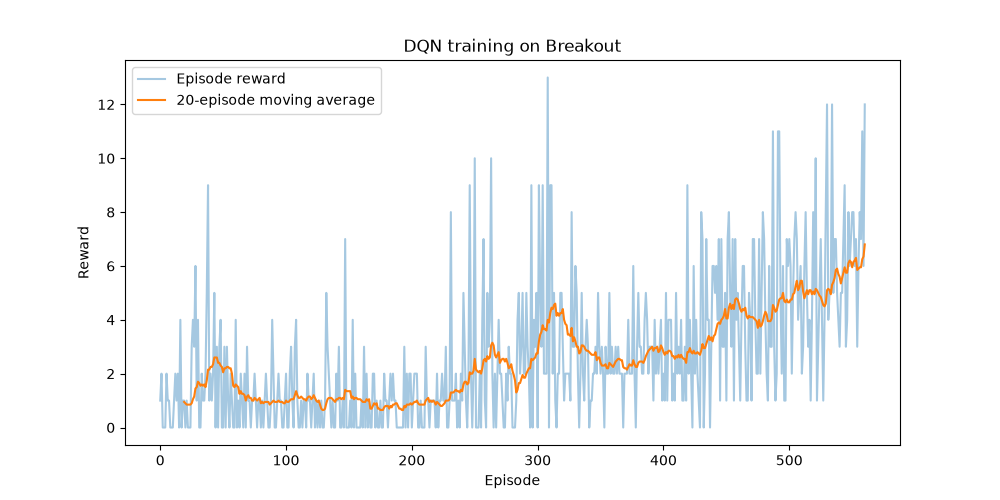 DQN training on Breakout
Episode reward
20-episode moving average
12
10
8
6
4
2
0
Reward
0 100 200 300 400 500
Episode